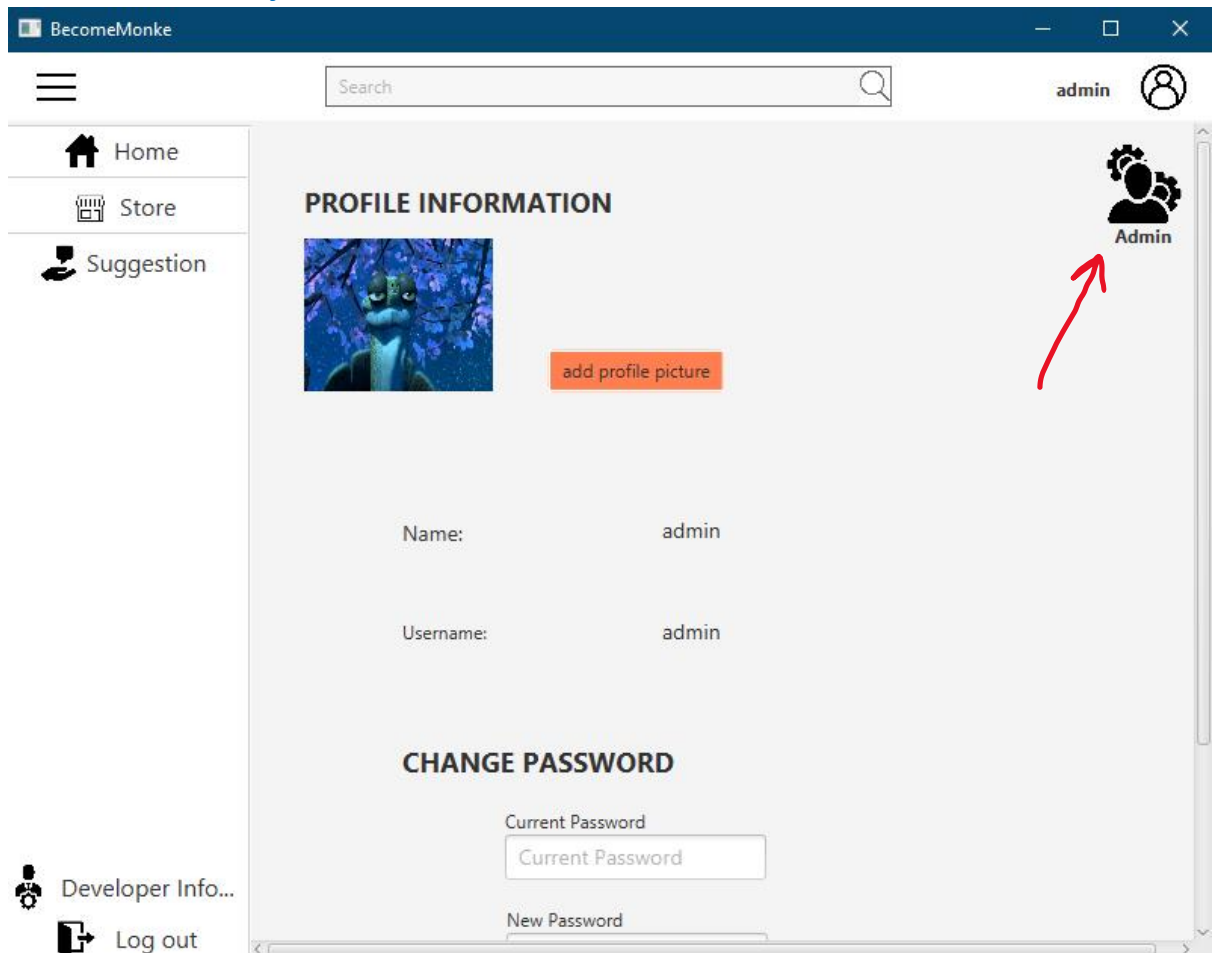 BecomeMonke
Search
admin
Home
Store
Suggestion
PROFILE INFORMATION
Admin
add profile picture
Name: admin
Username: admin
CHANGE PASSWORD
Current Password
Current Password
New Password
Developer Info...
Log out